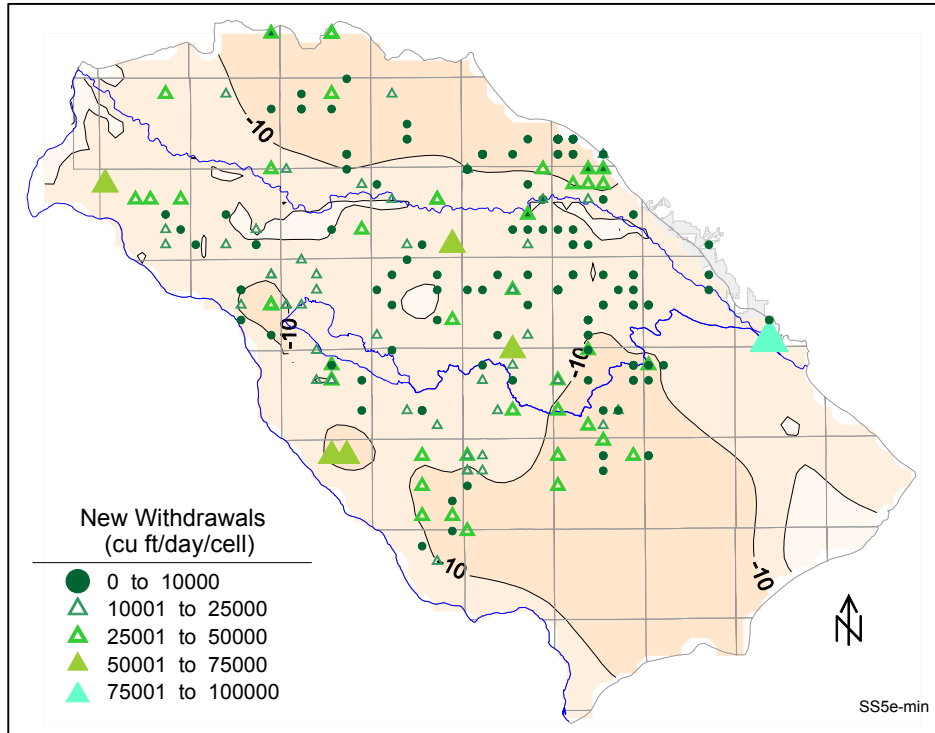 -10
-10
-10
-10
-10
New Withdrawals
(cu ft/day/cell)
0 to 10000
10001 to 25000
25001 to 50000
50001 to 75000
75001 to 100000
N
SS5e-min